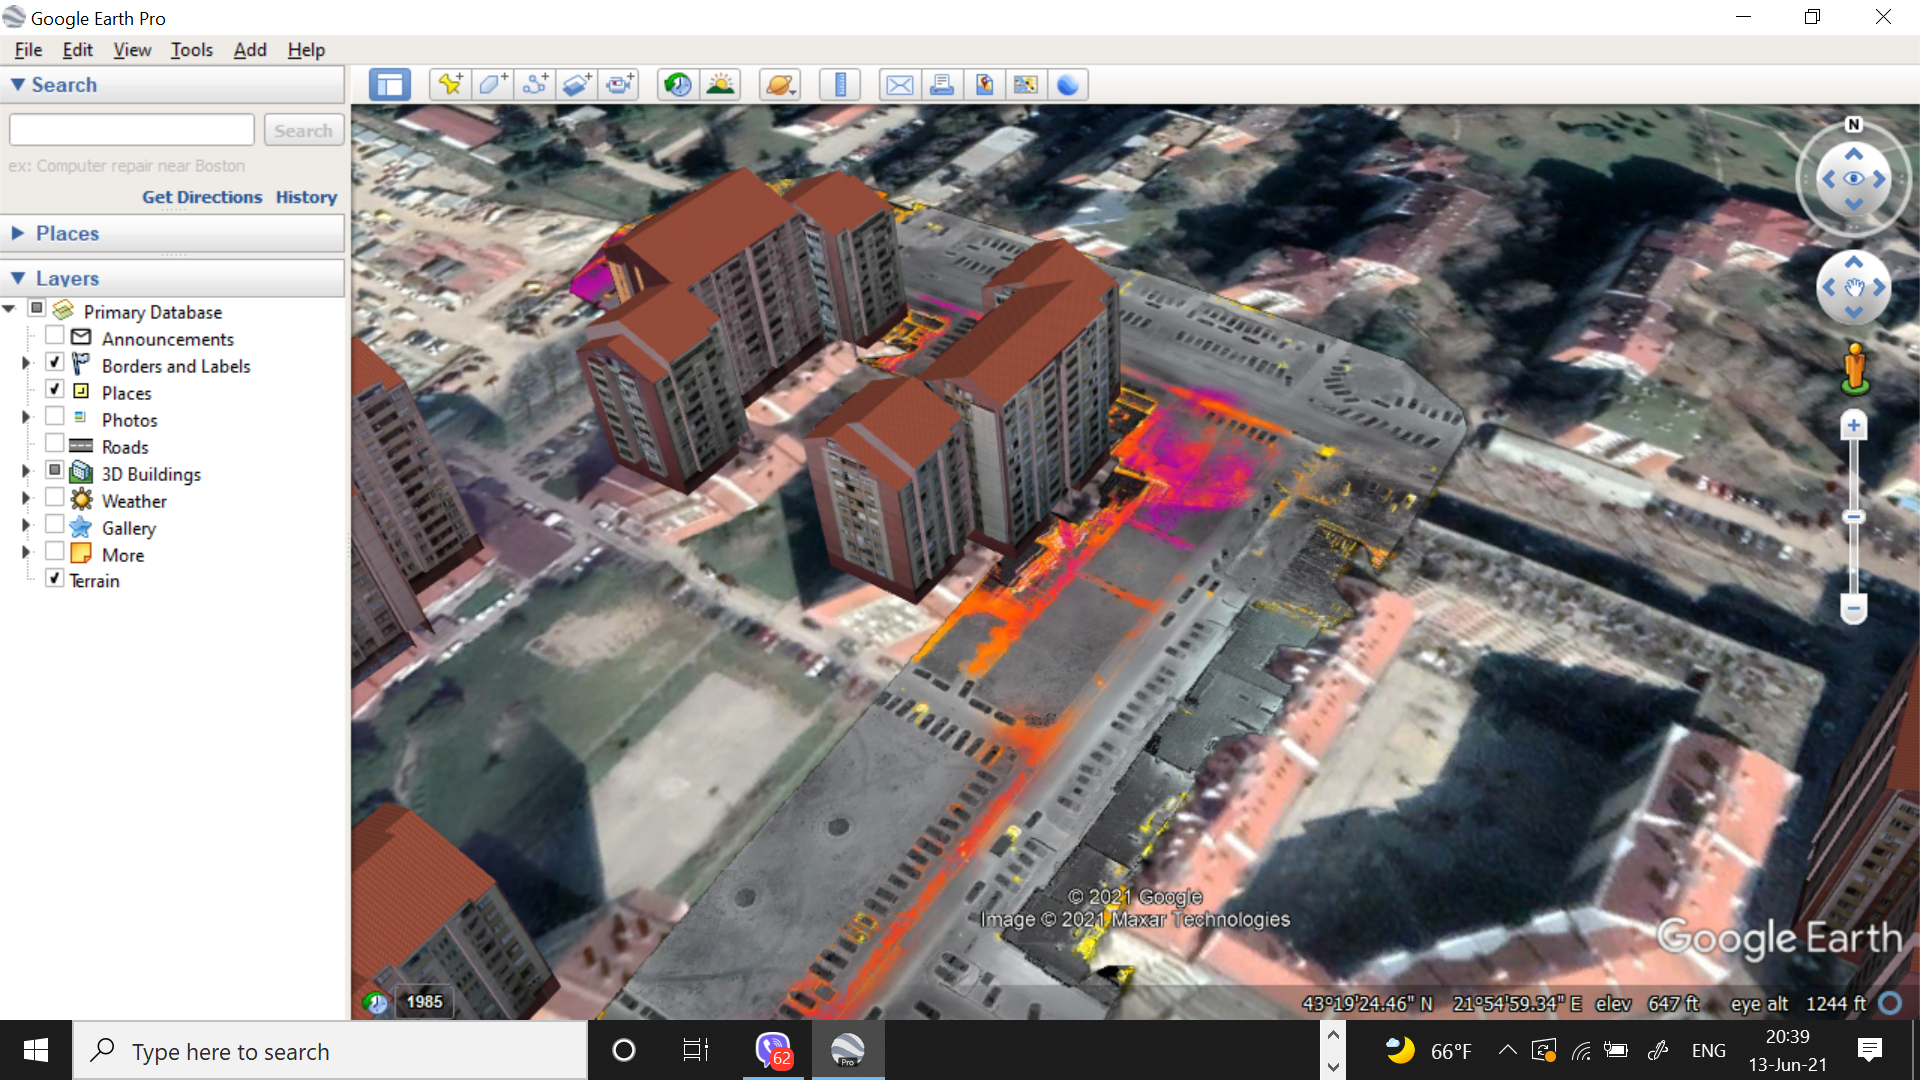 Google Earth Pro
File Edit View Tools Add Help
Search
Search
ex: Computer repair near Boston
Get Directions History
Places
Layers
Primary Database
Announcements
Borders and Labels
Places
Photos
Roads
3D Buildings
Weather
Gallery
More
Terrain
N
© 2021 Google
Image © 2021 Maxar Technologies
Google Earth
1985
43°19'24.46" N 21°54'59.34" E elev 647 ft eye alt 1244 ft
Type here to search
62
Pro
66°F
ENG
20:39
13-Jun-21